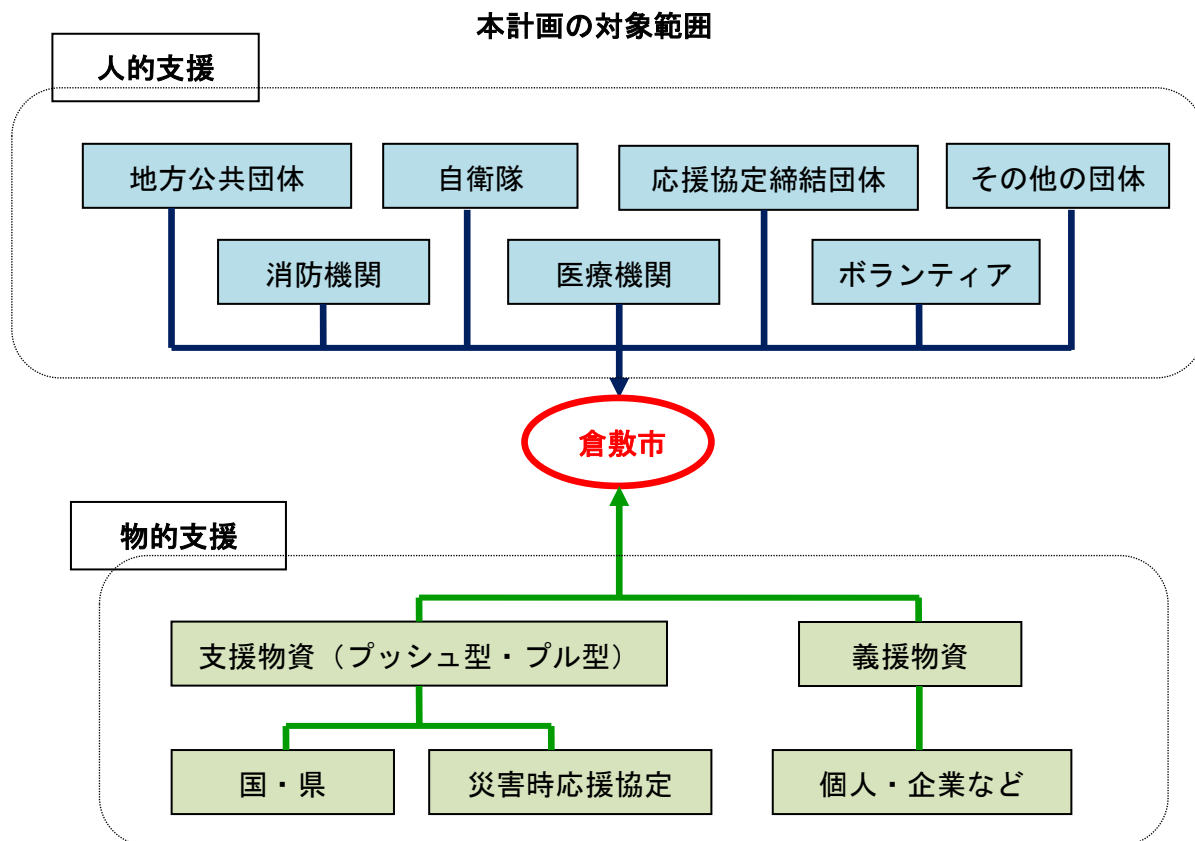 本計画の対象範囲
人的支援
地方公共団体
自衛隊
応援協定締結団体
その他の団体
消防機関
医療機関
ボランティア
倉敷市
物的支援
支援物資（プッシュ型・プル型）
義援物資
国・県
災害時応援協定
個人・企業など